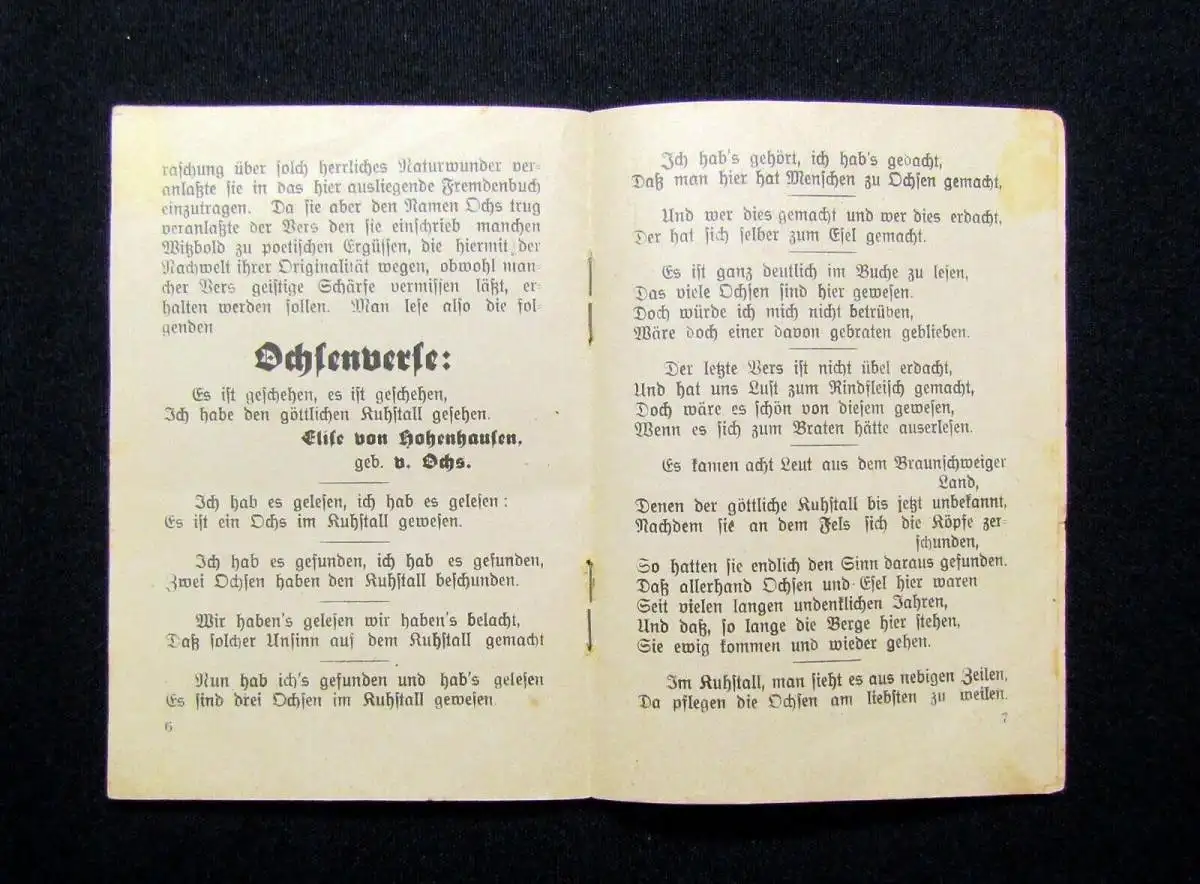 raschung über solch herrliches Naturwunder ver-
anlaßte sie in das hier ausliegende Fremdenbuch
einzutragen. Da sie aber den Namen Ochs trug
veranlaßte der Vers den sie einschrieb manchen
Witzbold zu poetischen Ergüssen, die hiermit der
Nachwelt ihrer Originalität wegen, obwohl man-
cher Vers geistige Schärfe vermissen läßt, er-
halten werden sollen. Man lese also die fol-
genden
Ochsenverse:
Es ist geschehen, es ist geschehen,
Ich habe den göttlichen Kuhstall gesehen.
Elise von Hohenhausen,
geb. v. Ochs.
Ich hab es gelesen, ich hab es gelesen:
Es ist ein Ochs im Kuhstall gewesen.
Ich hab es gefunden, ich hab es gefunden,
Zwei Ochsen haben den Kuhstall beschunden.
Wir haben's gelesen wir haben's belacht,
Daß solcher Unsinn auf dem Kuhstall gemacht
Nun hab ich's gefunden und hab's gelesen
Es sind drei Ochsen im Kuhstall gewesen
6
Ich hab's gehört, ich hab's gedacht,
Daß man hier hat Menschen zu Ochsen gemacht,
Und wer dies gemacht und wer dies erdacht,
Der hat sich selber zum Esel gemacht.
Es ist ganz deutlich im Buche zu lesen,
Das viele Ochsen sind hier gewesen.
Doch würde ich mich nicht betrüben,
Wäre doch einer davon gebraten geblieben.
Der letzte Vers ist nicht übel erdacht,
Und hat uns Lust zum Rindfleisch gemacht,
Doch wäre es schön von diesem gewesen,
Wenn es sich zum Braten hätte auserlesen.
Es kamen acht Leut aus dem Braunschweiger
Land,
Denen der göttliche Kuhstall bis jetzt unbekannt,
Nachdem sie an dem Fels sich die Köpfe zer-
schunden,
So hatten sie endlich den Sinn daraus gefunden.
Daß allerhand Ochsen und Esel hier waren
Seit vielen langen undenklichen Jahren,
Und daß, so lange die Berge hier stehen,
Sie ewig kommen und wieder gehen.
Im Kuhstall, man sieht es aus nebigen Zeilen,
Da pflegen die Ochsen am liebsten zu weilen.
7